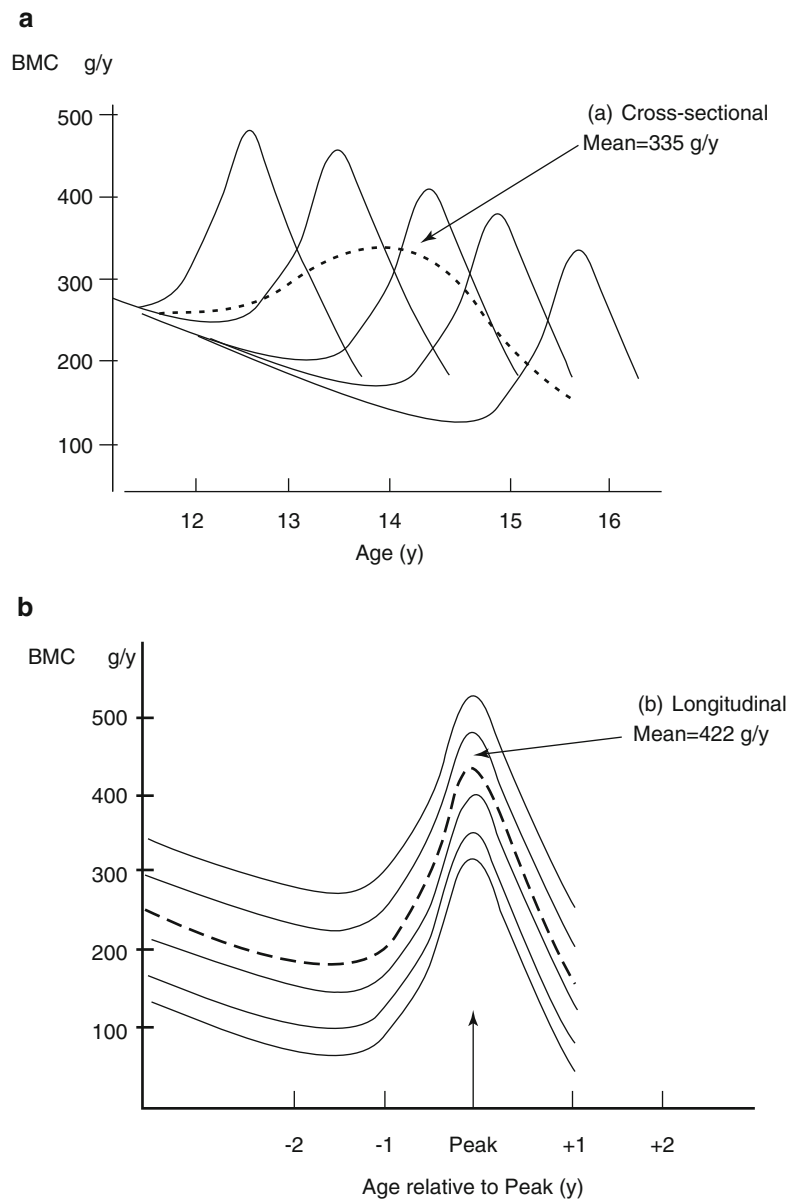 a
BMC g/y
500
400
300
200
100
(a) Cross-sectional
Mean=335 g/y
12 13 14 15 16
Age (y)
b
BMC g/y
500
400
300
200
100
(b) Longitudinal
Mean=422 g/y
-2 -1 Peak +1 +2
Age relative to Peak (y)